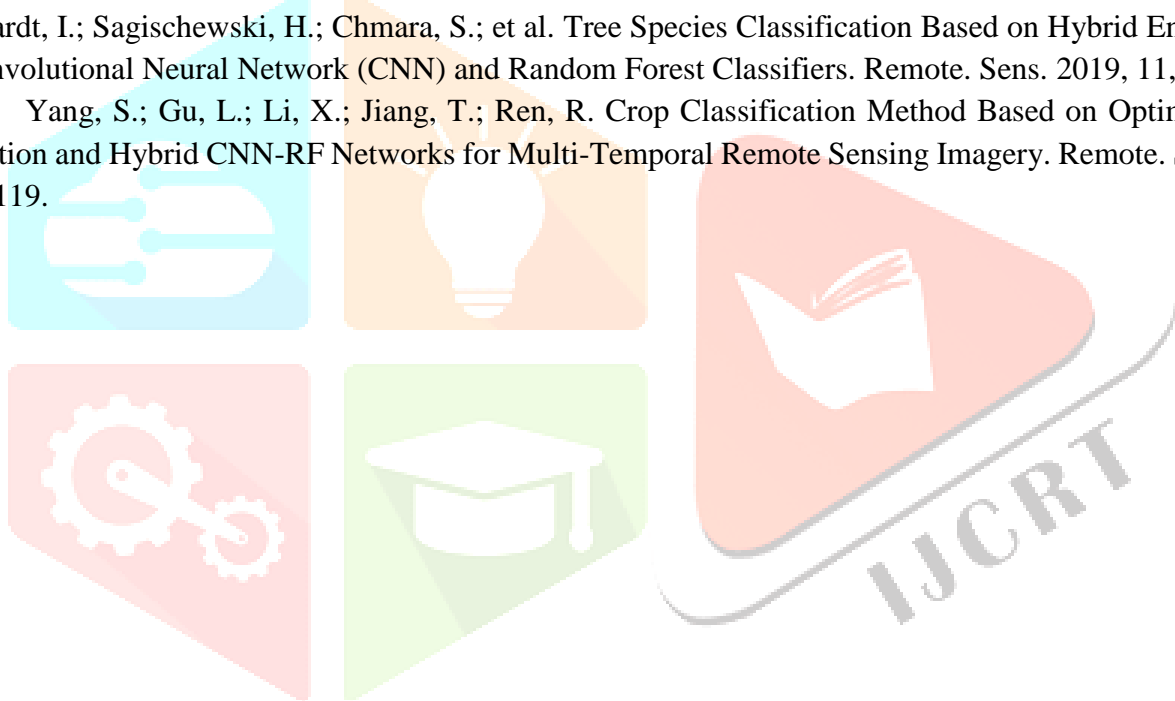 ardt, I.; Sagischewski, H.; Chmara, S.; et al. Tree Species Classification Based on Hybrid En
nvolutional Neural Network (CNN) and Random Forest Classifiers. Remote. Sens. 2019, 11,
Yang, S.; Gu, L.; Li, X.; Jiang, T.; Ren, R. Crop Classification Method Based on Optim
tion and Hybrid CNN-RF Networks for Multi-Temporal Remote Sensing Imagery. Remote.
119.
IJCRT